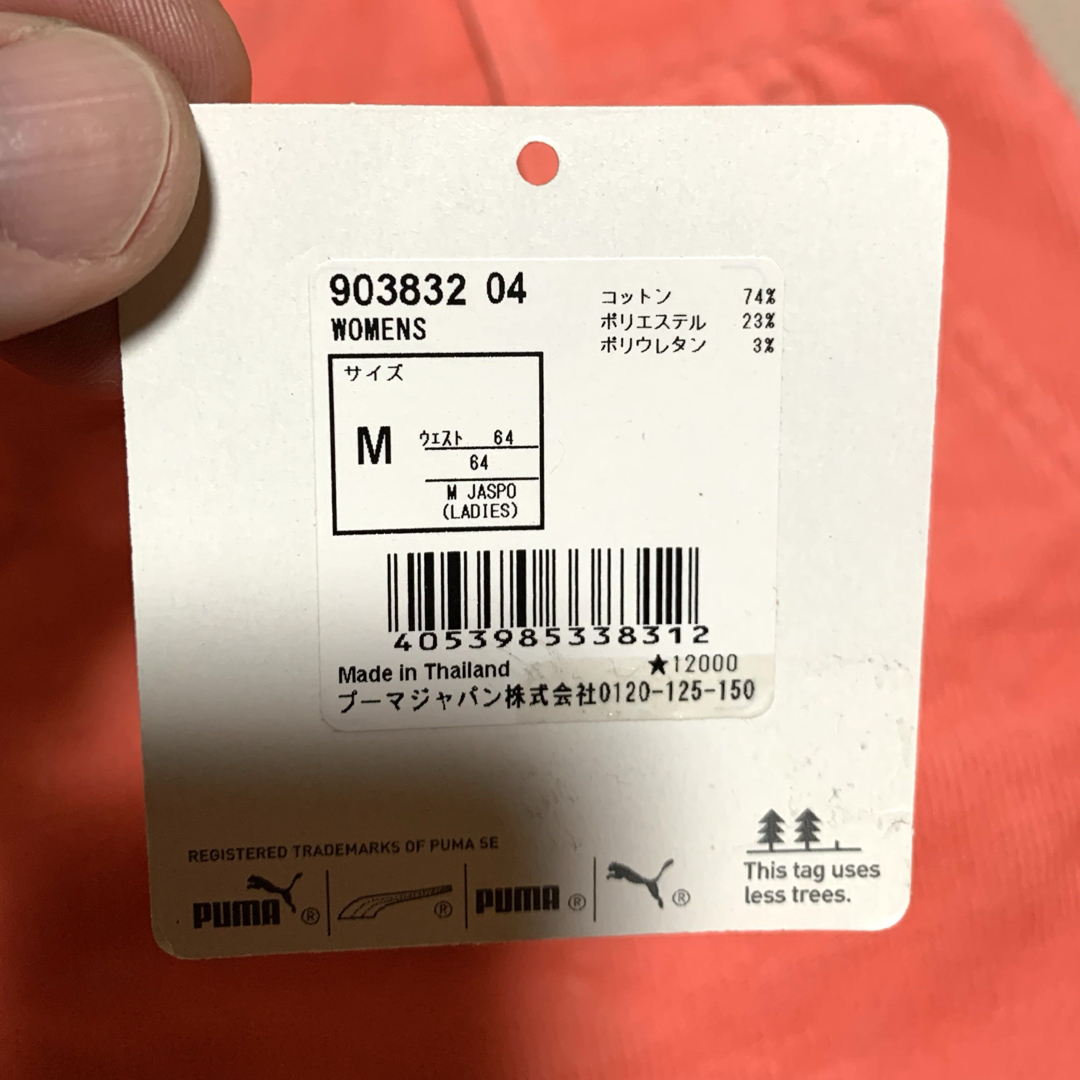 903832 04
WOMENS
コットン 74%
ポリエステル 23%
ポリウレタン 3%
サイズ
M
ウエスト 64
64
M JASPO
(LADIES)
4053985338312
Made in Thailand ★12000
プーマジャパン株式会社0120-125-150
REGISTERED TRADEMARKS OF PUMA SE
PUMA ® ® PUMA ® ®
This tag uses
less trees.